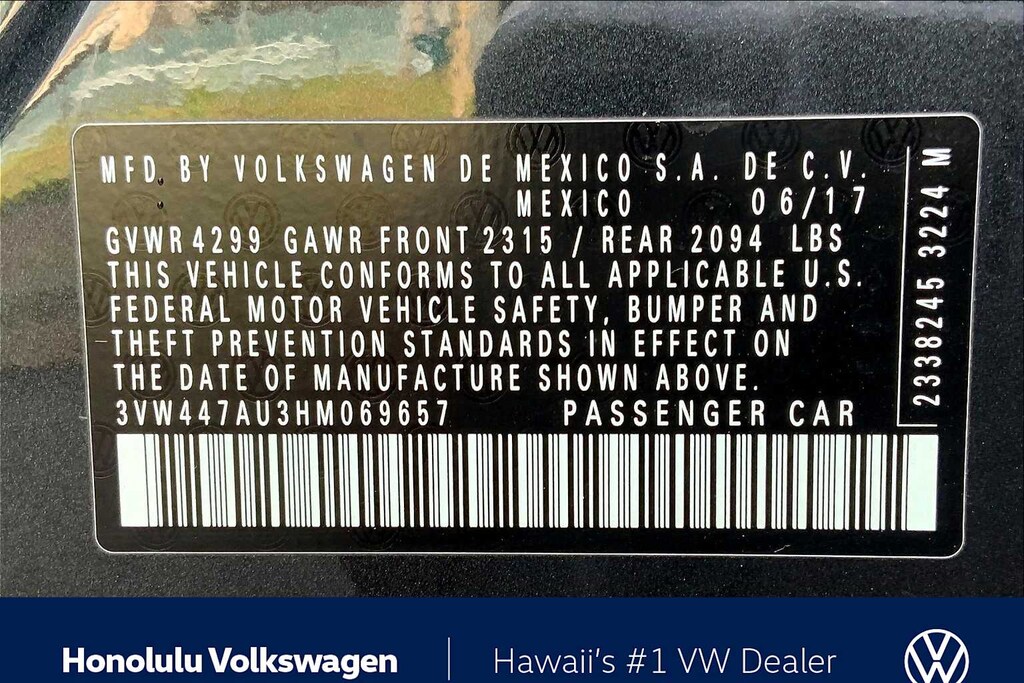 MFD. BY VOLKSWAGEN DE MEXICO S.A. DE C.V.
MEXICO 06/17
GVWR 4299 GAWR FRONT 2315 / REAR 2094 LBS
THIS VEHICLE CONFORMS TO ALL APPLICABLE U.S.
FEDERAL MOTOR VEHICLE SAFETY, BUMPER AND
THEFT PREVENTION STANDARDS IN EFFECT ON
THE DATE OF MANUFACTURE SHOWN ABOVE.
3VW447AU3HM069657 PASSENGER CAR
2338245 3224 M
Honolulu Volkswagen | Hawaii's #1 VW Dealer